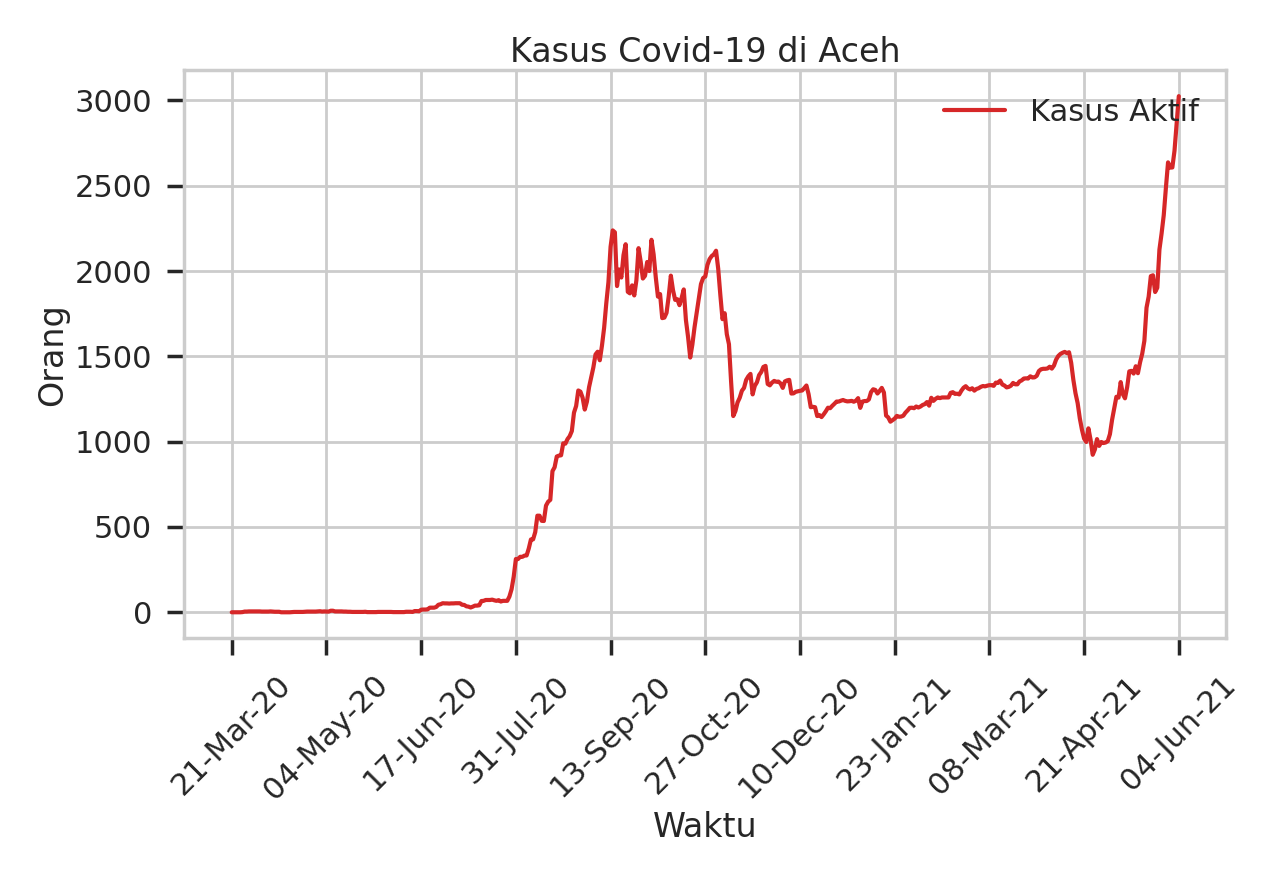 Kasus Covid-19 di Aceh
Kasus Aktif
Orang
3000
2500
2000
1500
1000
500
0
21-Mar-20
04-May-20
17-Jun-20
31-Jul-20
13-Sep-20
27-Oct-20
10-Dec-20
23-Jan-21
08-Mar-21
21-Apr-21
04-Jun-21
Waktu